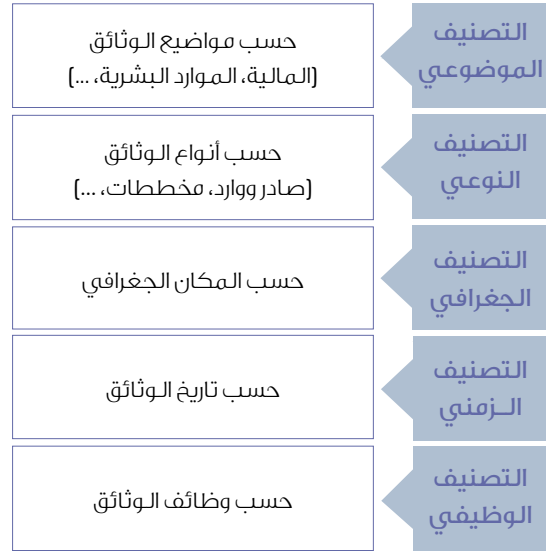 التصنيف
الموضوعي
حسب مواضيع الوثائق
(المالية، الموارد البشرية، ...)
التصنيف
النوعي
حسب أنواع الوثائق
(صادر ووارد، مخططات، ...)
التصنيف
الجغرافي
حسب المكان الجغرافي
التصنيف
الـزمني
حسب تاريخ الوثائق
التصنيف
الوظيفي
حسب وظائف الوثائق